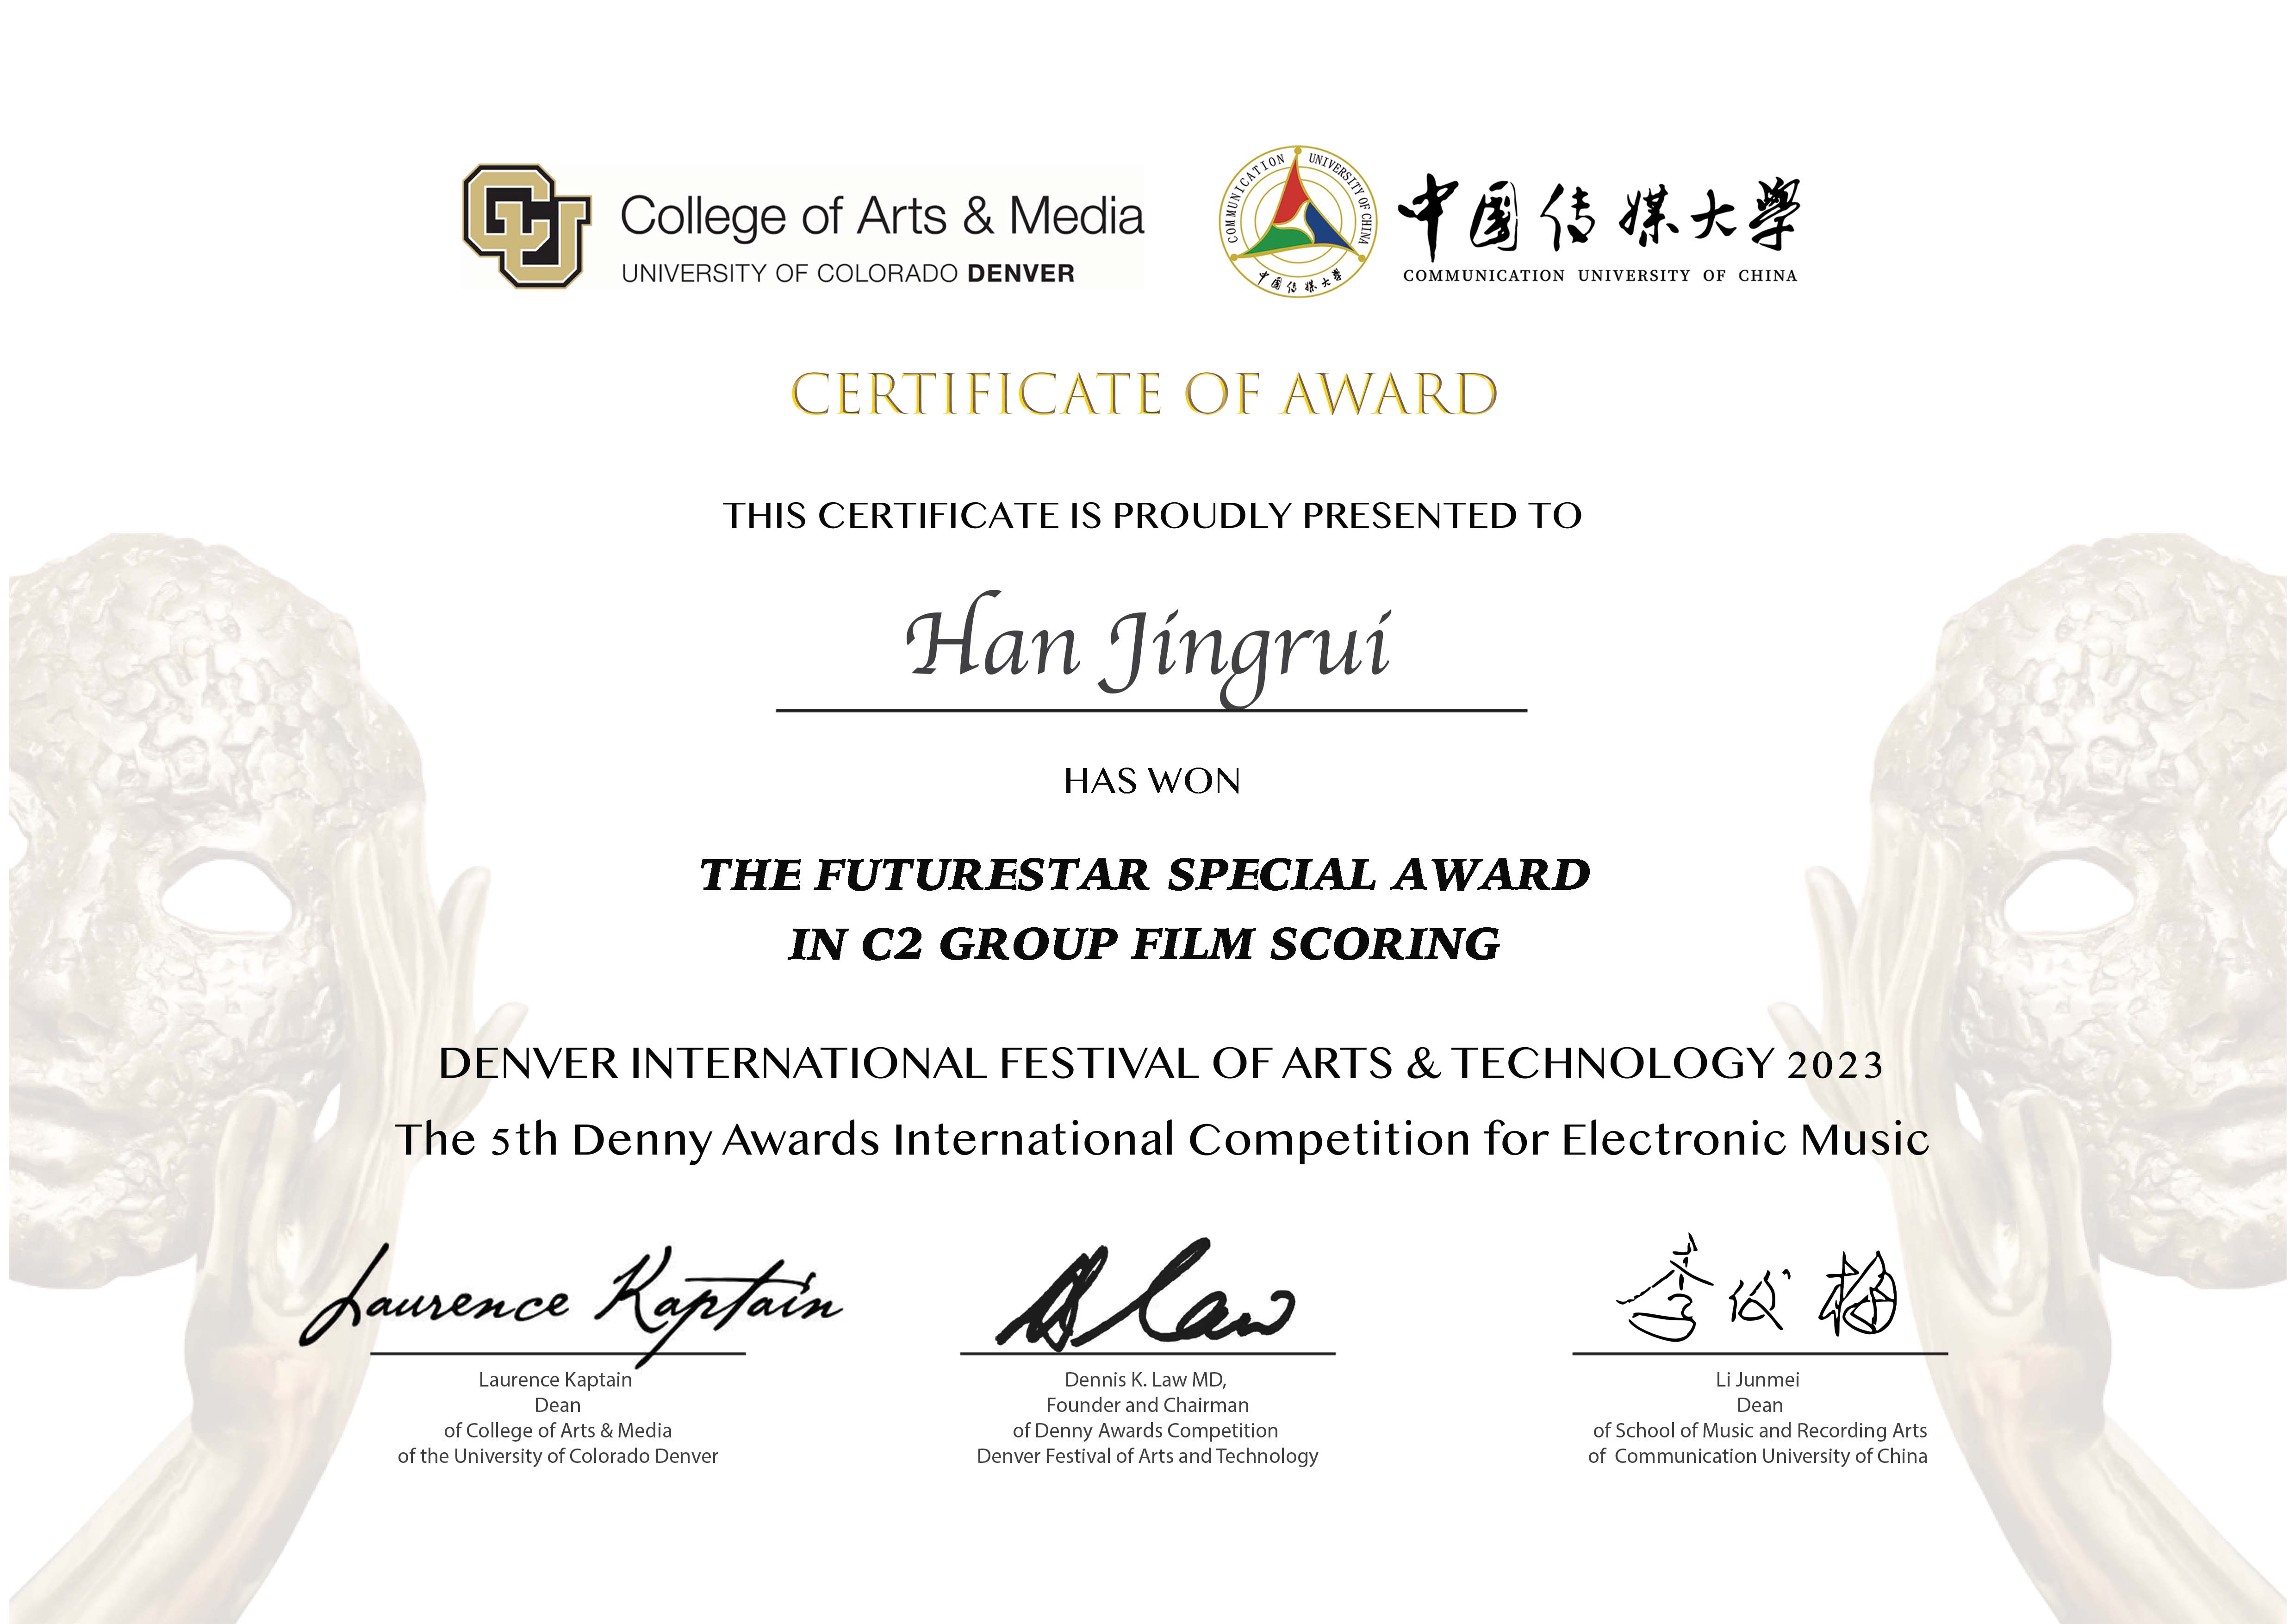 CU
College of Arts & Media
UNIVERSITY OF COLORADO DENVER
COMMUNICATION UNIVERSITY OF CHINA
中国传媒大学
中国传媒大学
COMMUNICATION UNIVERSITY OF CHINA
CERTIFICATE OF AWARD
THIS CERTIFICATE IS PROUDLY PRESENTED TO
Han Jingrui
HAS WON
THE FUTURESTAR SPECIAL AWARD
IN C2 GROUP FILM SCORING
DENVER INTERNATIONAL FESTIVAL OF ARTS & TECHNOLOGY 2023
The 5th Denny Awards International Competition for Electronic Music
Laurence Kaptain
Laurence Kaptain
Dean
of College of Arts & Media
of the University of Colorado Denver
D Law
Dennis K. Law MD,
Founder and Chairman
of Denny Awards Competition
Denver Festival of Arts and Technology
李俊梅
Li Junmei
Dean
of School of Music and Recording Arts
of Communication University of China